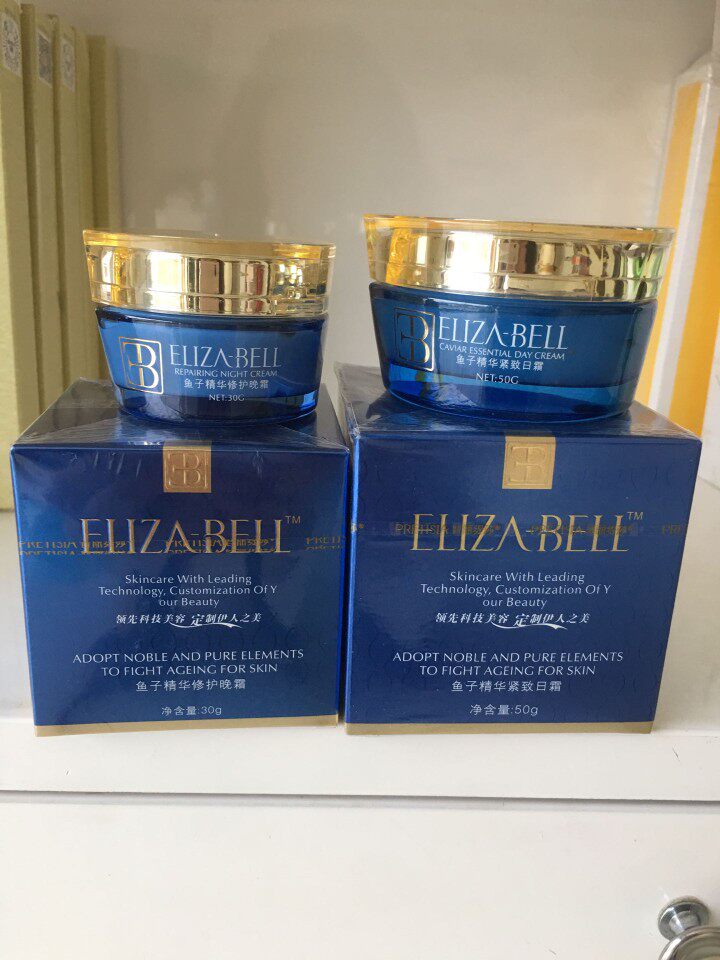 ELIZA-BELL
REPAIRING NIGHT CREAM
鱼子精华修护晚霜
NET:30G
ELIZA-BELL
CAVIAR ESSENTIAL DAY CREAM
鱼子精华紧致日霜
NET:50G
ELIZA-BELL™
Skincare With Leading
Technology, Customization Of Y
our Beauty
领先科技美容 定制伊人之美
ADOPT NOBLE AND PURE ELEMENTS
TO FIGHT AGEING FOR SKIN
鱼子精华修护晚霜
净含量:30g
ELIZA-BELL™
Skincare With Leading
Technology, Customization Of Y
our Beauty
领先科技美容 定制伊人之美
ADOPT NOBLE AND PURE ELEMENTS
TO FIGHT AGEING FOR SKIN
鱼子精华紧致日霜
净含量:50g